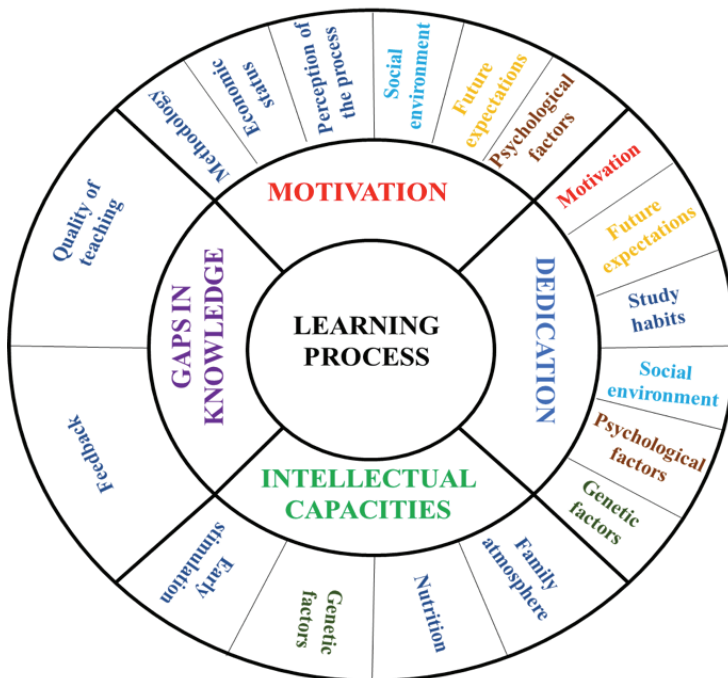 Methodology
Economic
status
Perception of
the process
Social
environment
Future
expectations
Psychological
factors
Motivation
Future
expectations
Study
habits
Social
environment
Psychological
factors
Genetic
factors
Family
atmosphere
Nutrition
Genetic
factors
Early
stimulation
Feedback
Quality of
teaching
MOTIVATION
DEDICATION
INTELLECTUAL
CAPACITIES
GAPS IN
KNOWLEDGE
LEARNING
PROCESS